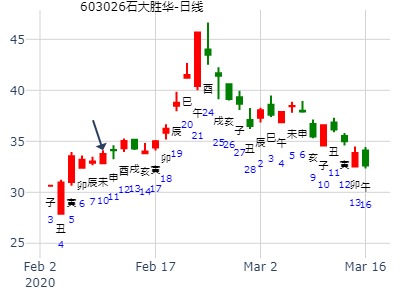 603026石大胜华-日线
45
40
35
30
25
子 丑 寅 卯 辰 未 申 酉 戌 亥 寅 卯 辰 巳 午 酉 戌 亥 子 丑 辰 巳 午 未 申 亥 子 丑 寅 卯 午
3 4 5 6 7 10 11 12 13 14 17 18 19 20 21 24 25 26 27 28 2 3 4 5 6 9 10 11 12 13 16
Feb 2 Feb 17 Mar 2 Mar 16
2020